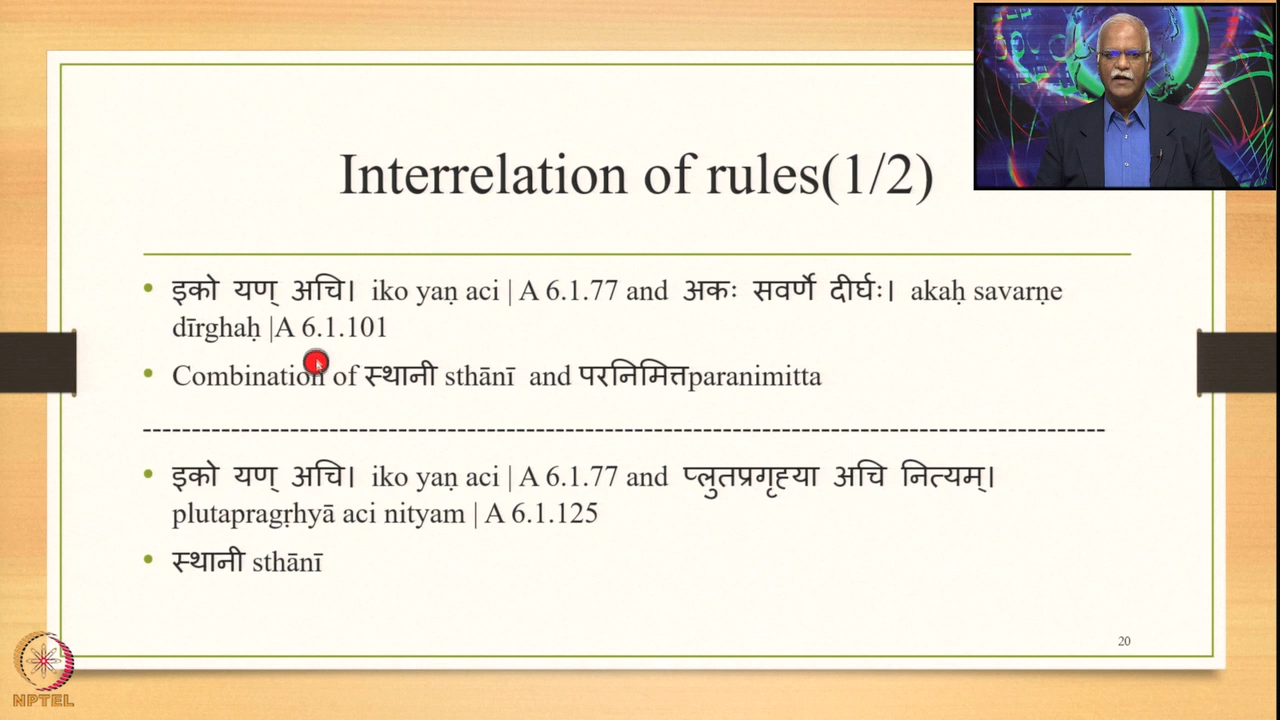 Interrelation of rules(1/2)
• इको यण् अचि। iko yaṇ aci | A 6.1.77 and अकः सवर्णे दीर्घः। akaḥ savarṇe
dīrghaḥ |A 6.1.101
• Combination of स्थानी sthānī and परनिमित्तparanimitta
--------------------------------------------------------------------------------------------
• इको यण् अचि। iko yaṇ aci | A 6.1.77 and प्लुतप्रगृह्या अचि नित्यम्।
plutapragṛhyā aci nityam | A 6.1.125
• स्थानी sthānī
20
NPTEL